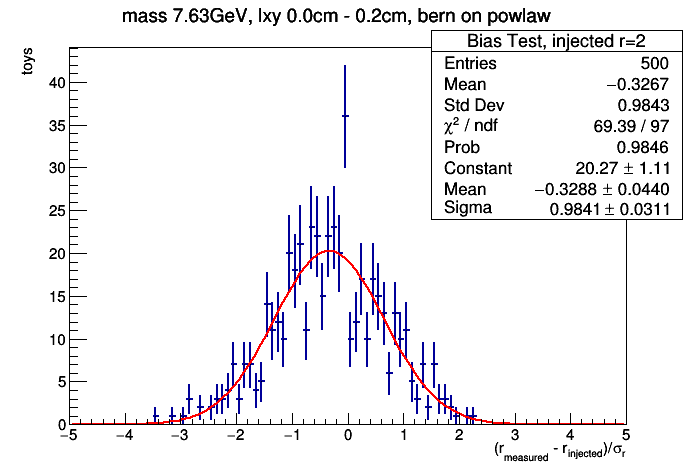 mass 7.63GeV, lxy 0.0cm - 0.2cm, bern on powlaw
Bias Test, injected r=2
Entries 500
Mean −0.3267
Std Dev 0.9843
χ² / ndf 69.39 / 97
Prob 0.9846
Constant 20.27 ± 1.11
Mean −0.3288 ± 0.0440
Sigma 0.9841 ± 0.0311
toys
40
35
30
25
20
15
10
5
0
−5 −4 −3 −2 −1 0 1 2 3 4 5
(r_measured - r_injected)/σ_r